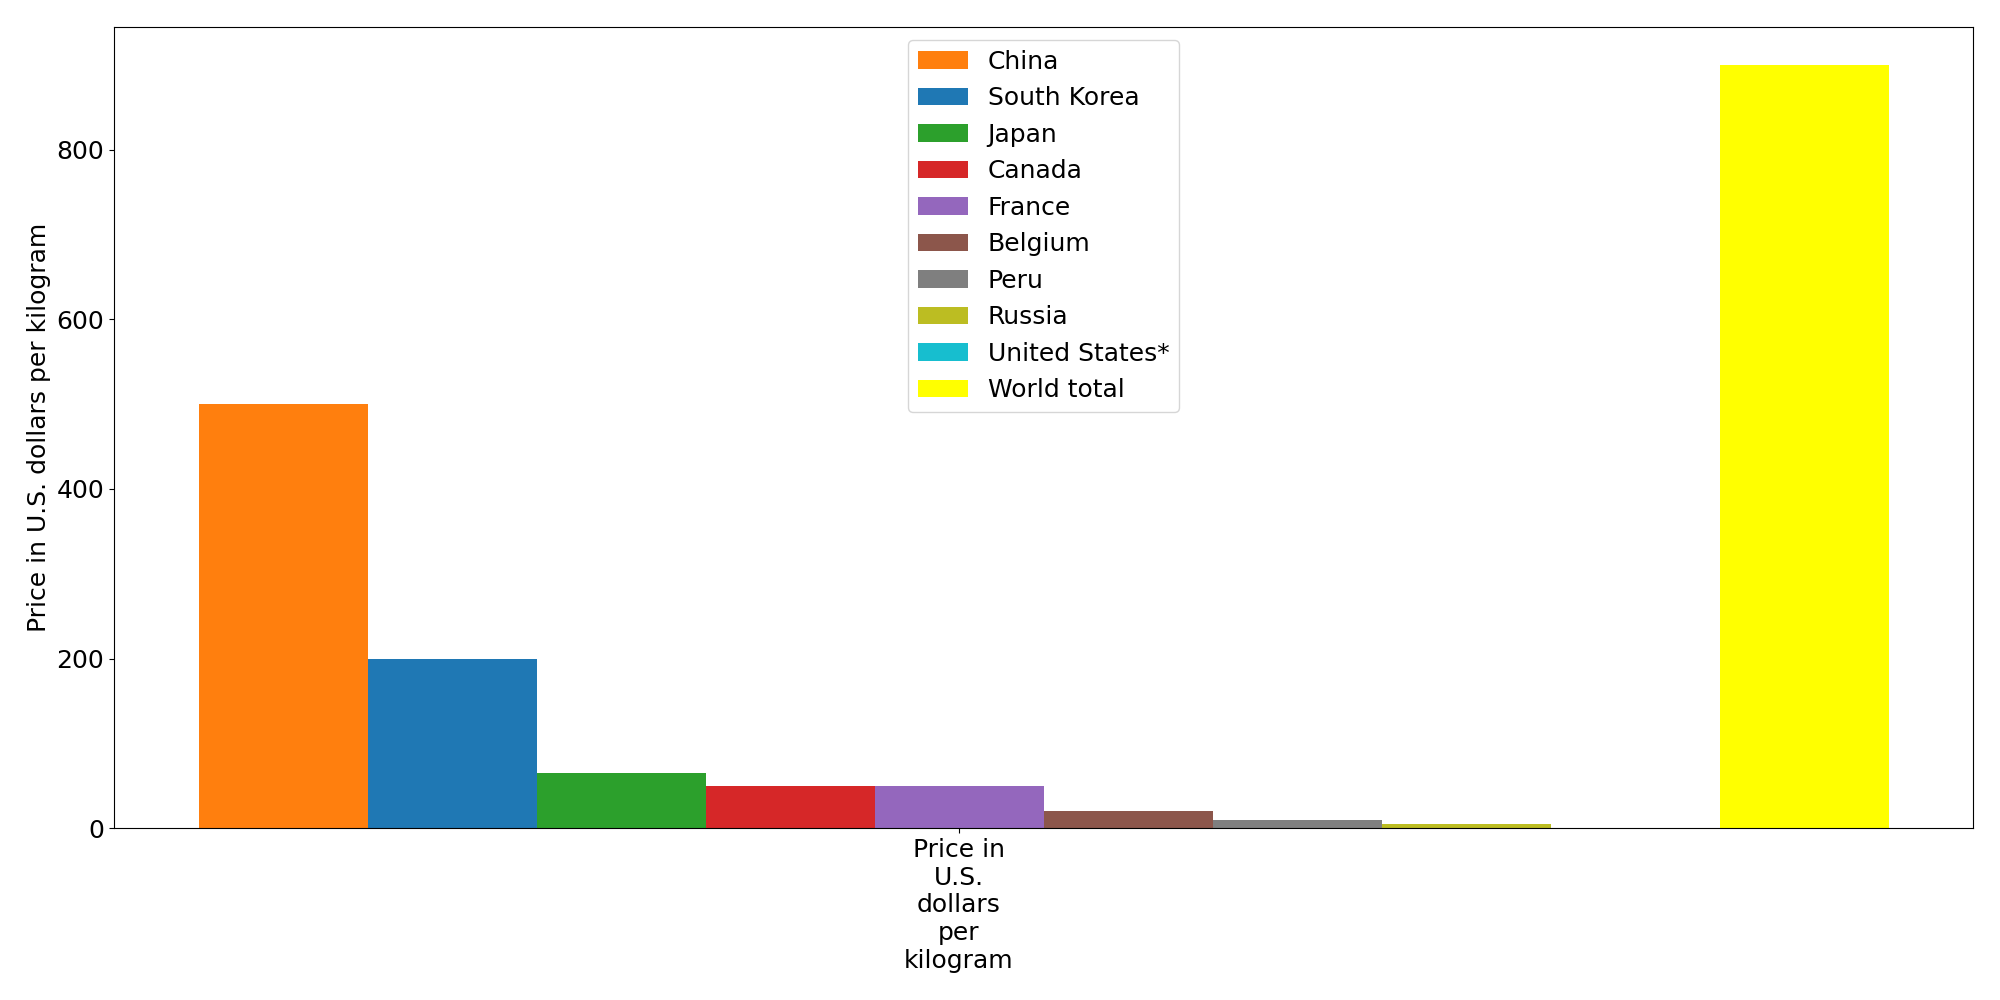 China
South Korea
Japan
Canada
France
Belgium
Peru
Russia
United States*
World total
Price in U.S. dollars per kilogram
800
600
400
200
0
Price in
U.S.
dollars
per
kilogram